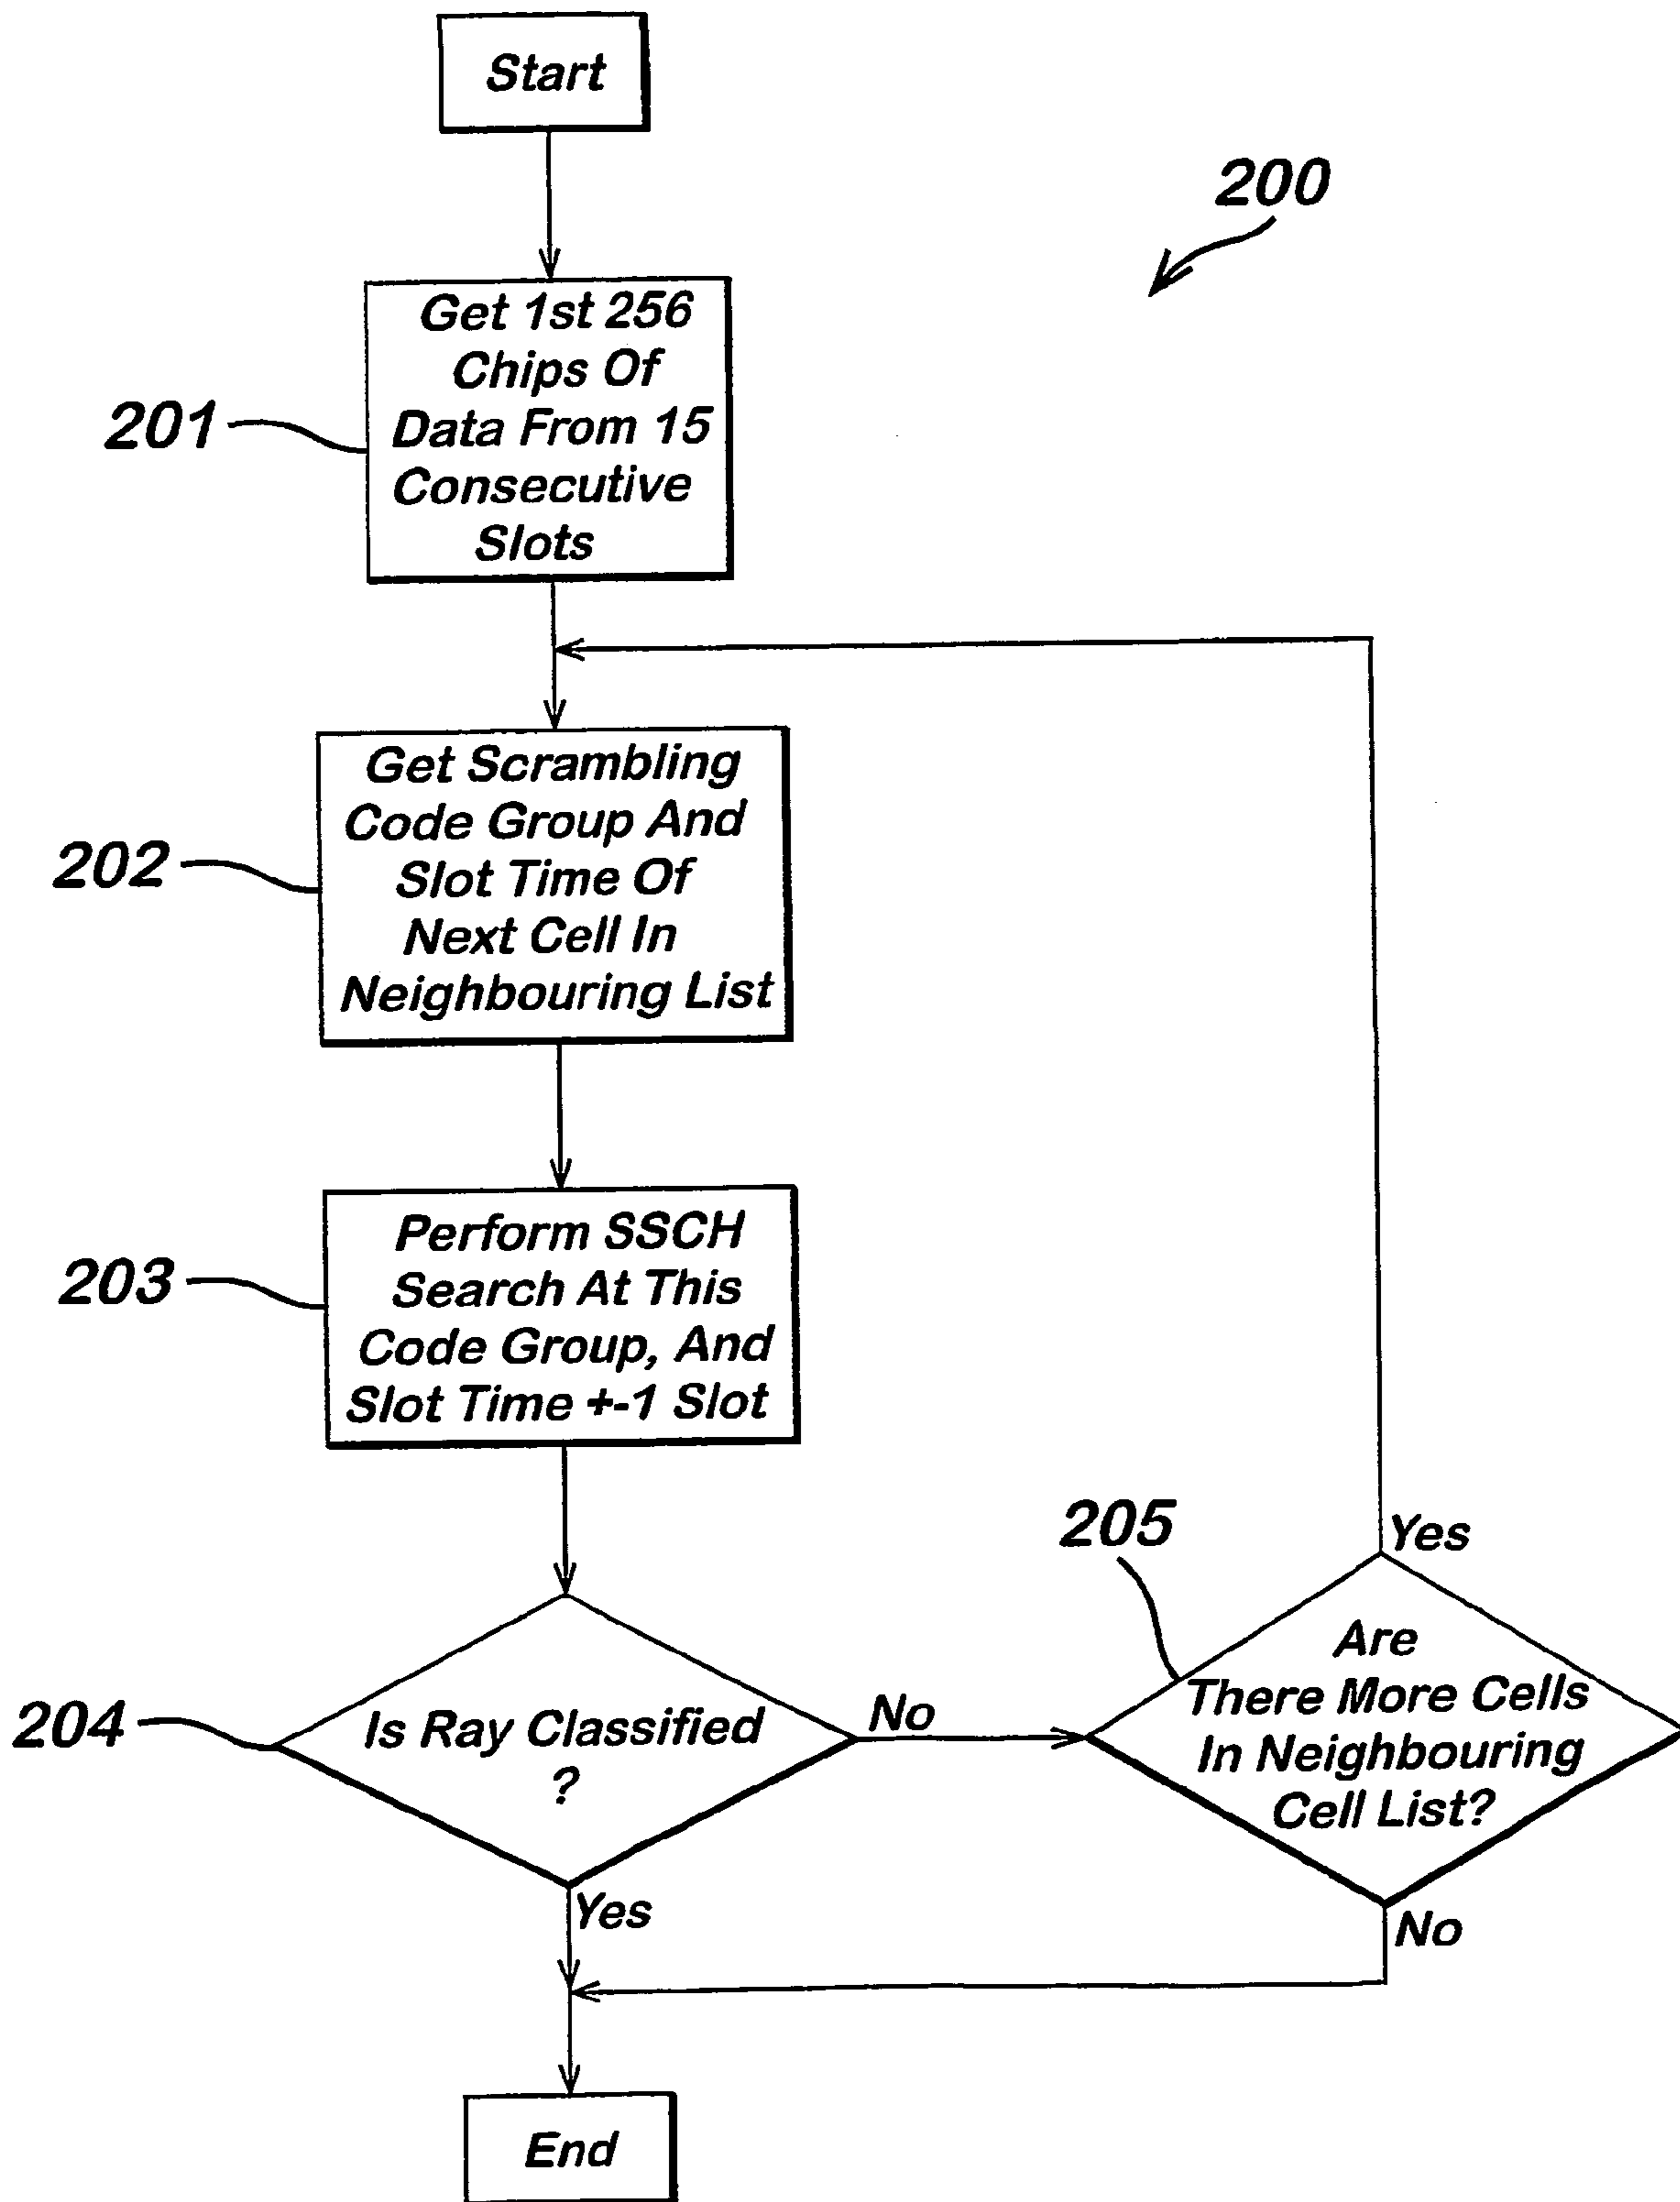 Start
200
Get 1st 256
Chips Of
Data From 15
Consecutive
Slots
201
Get Scrambling
Code Group And
Slot Time Of
Next Cell In
Neighbouring List
202
Perform SSCH
Search At This
Code Group, And
Slot Time +-1 Slot
203
204
Is Ray Classified
?
No
Yes
205
Yes
Are
There More Cells
In Neighbouring
Cell List?
No
End